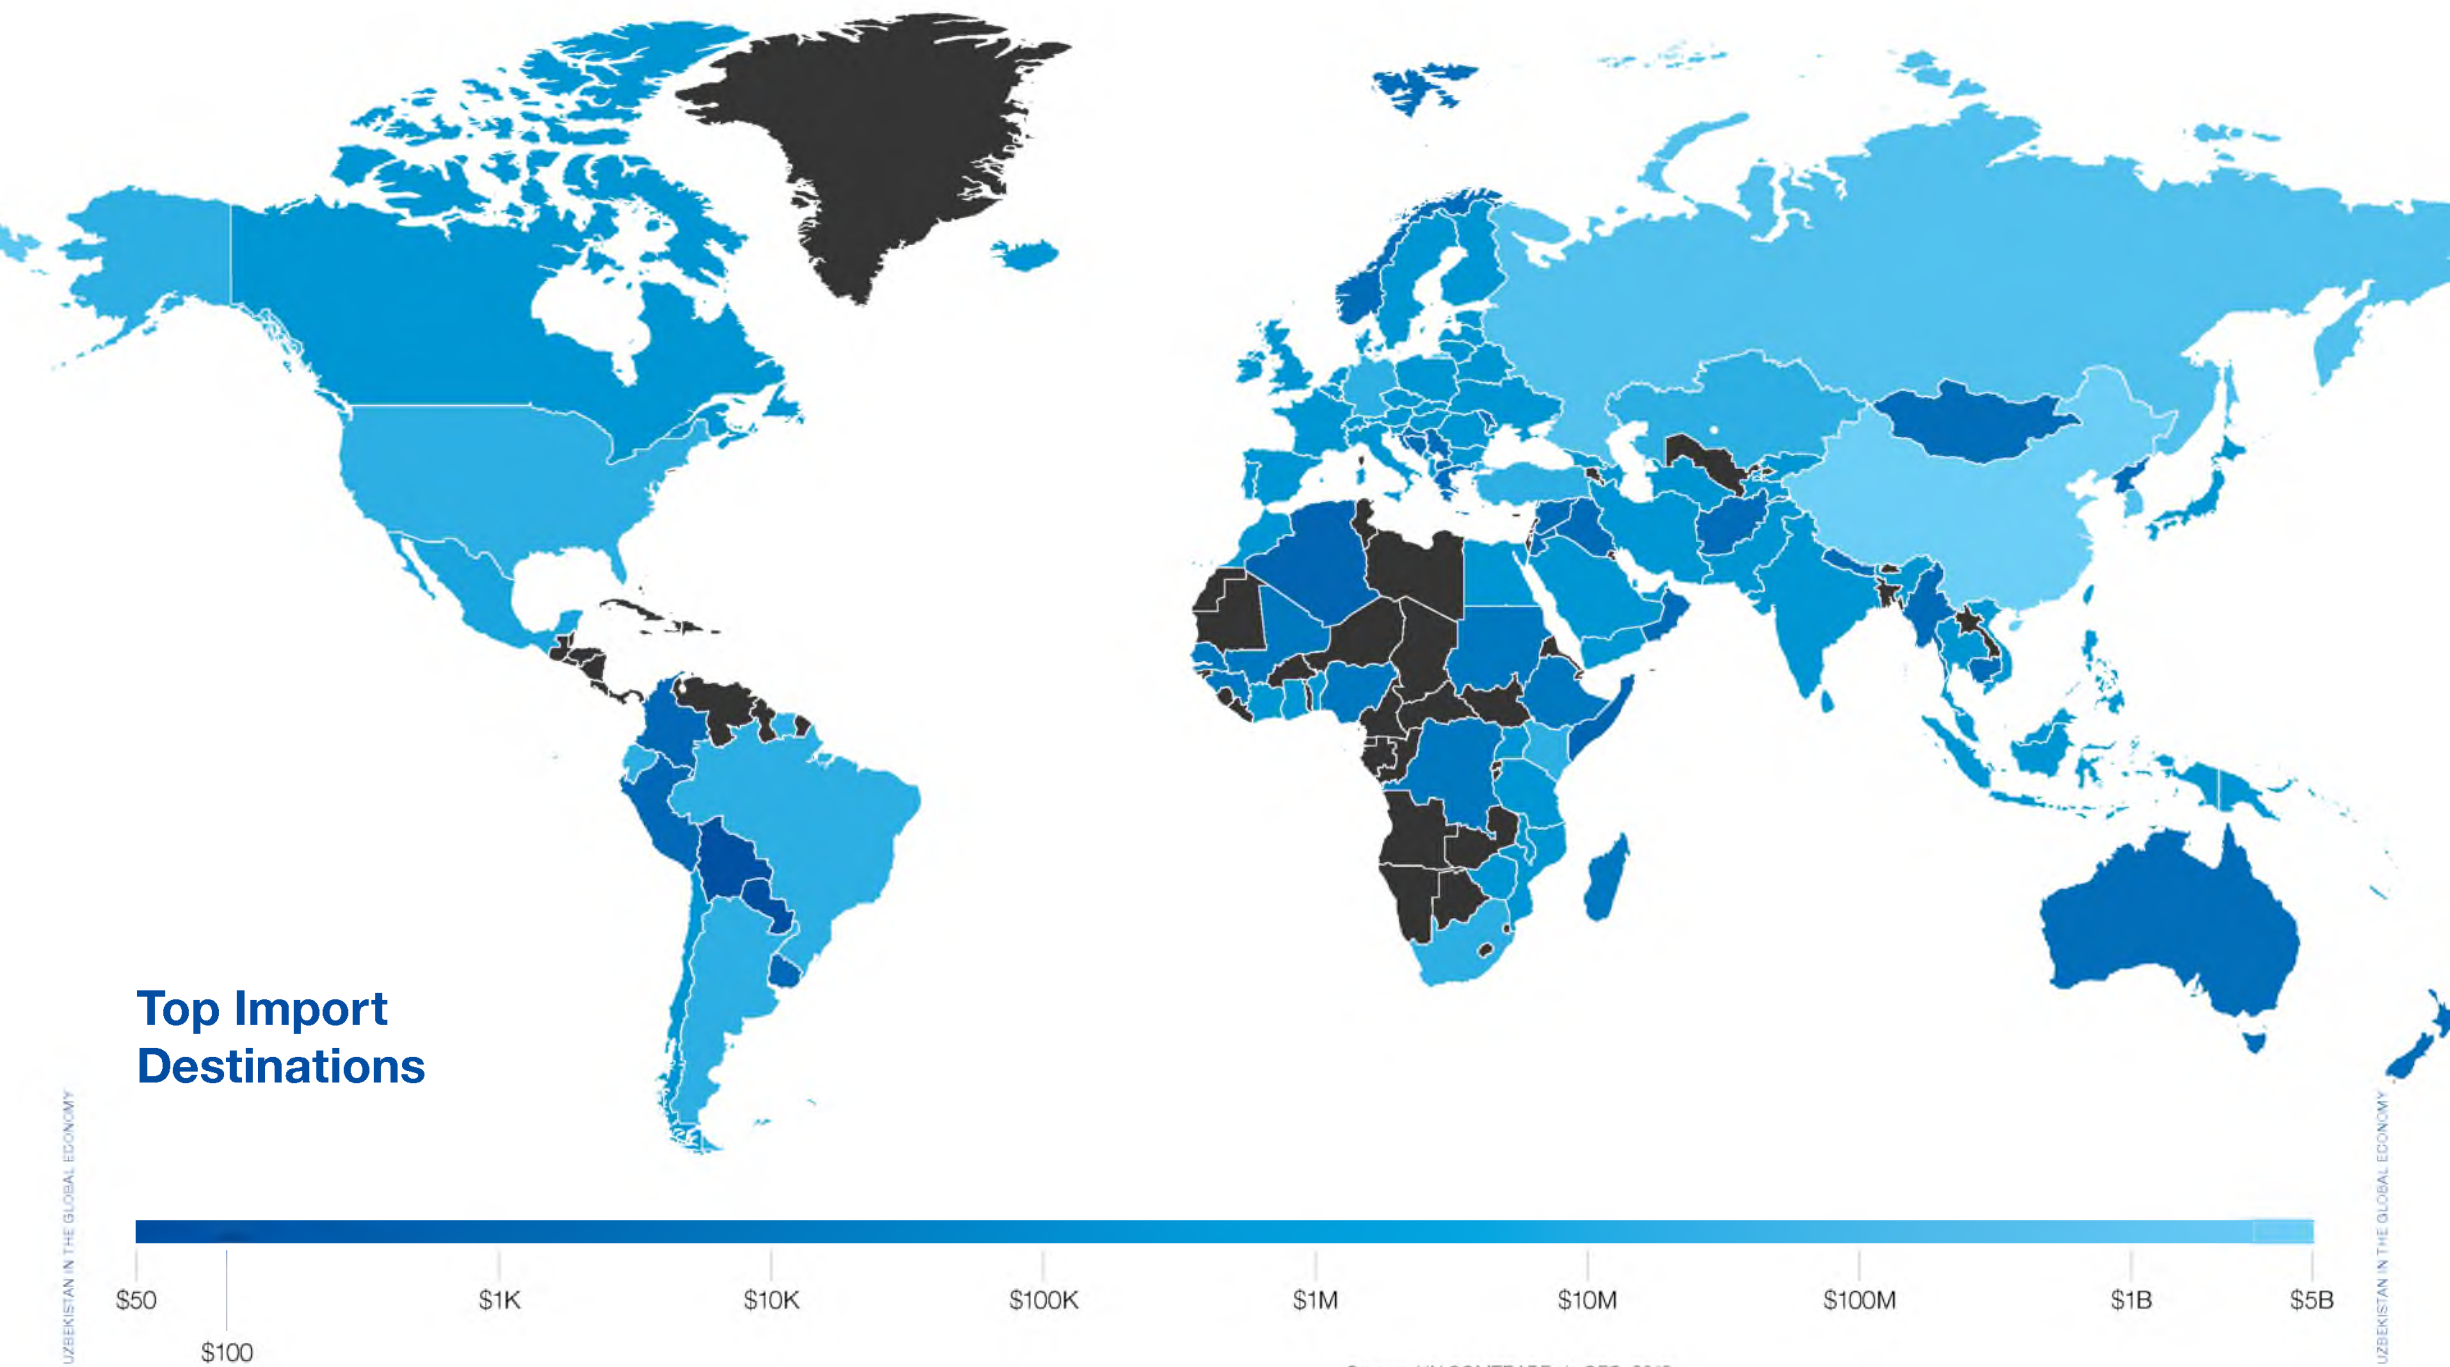 Top Import
Destinations
UZBEKISTAN IN THE GLOBAL ECONOMY
UZBEKISTAN IN THE GLOBAL ECONOMY
$50
$1K
$10K
$100K
$1M
$10M
$100M
$1B
$5B
$100